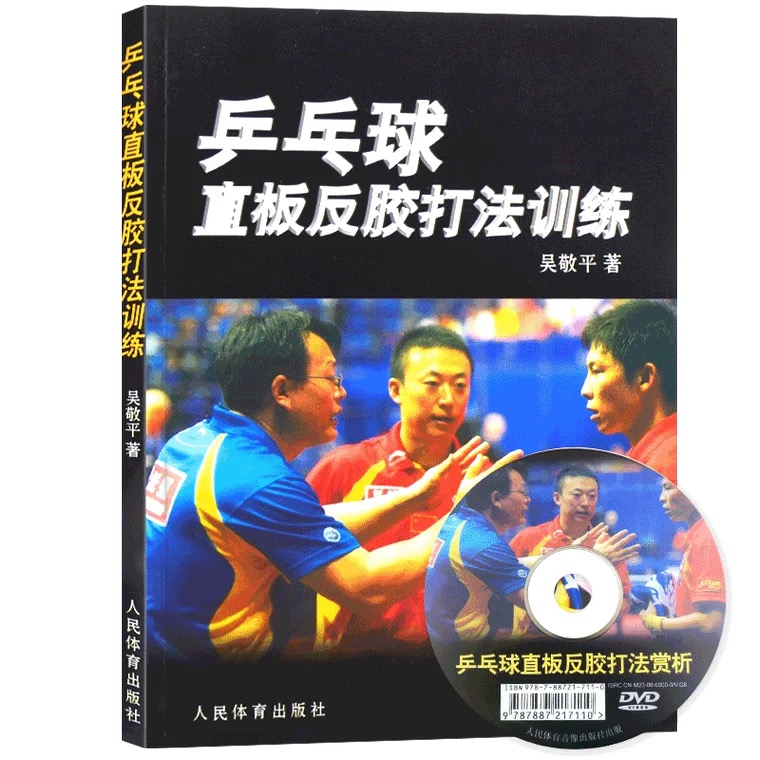 乒乓球直板反胶打法训练
吴敬平 著
人民体育出版社
乒乓球
直板反胶打法训练
吴敬平 著
人民体育出版社
乒乓球直板反胶打法赏析
ISBN 978-7-88721-711-0
9 787887 217110 >
DVD
VIDEO
人民体育音像出版社出版